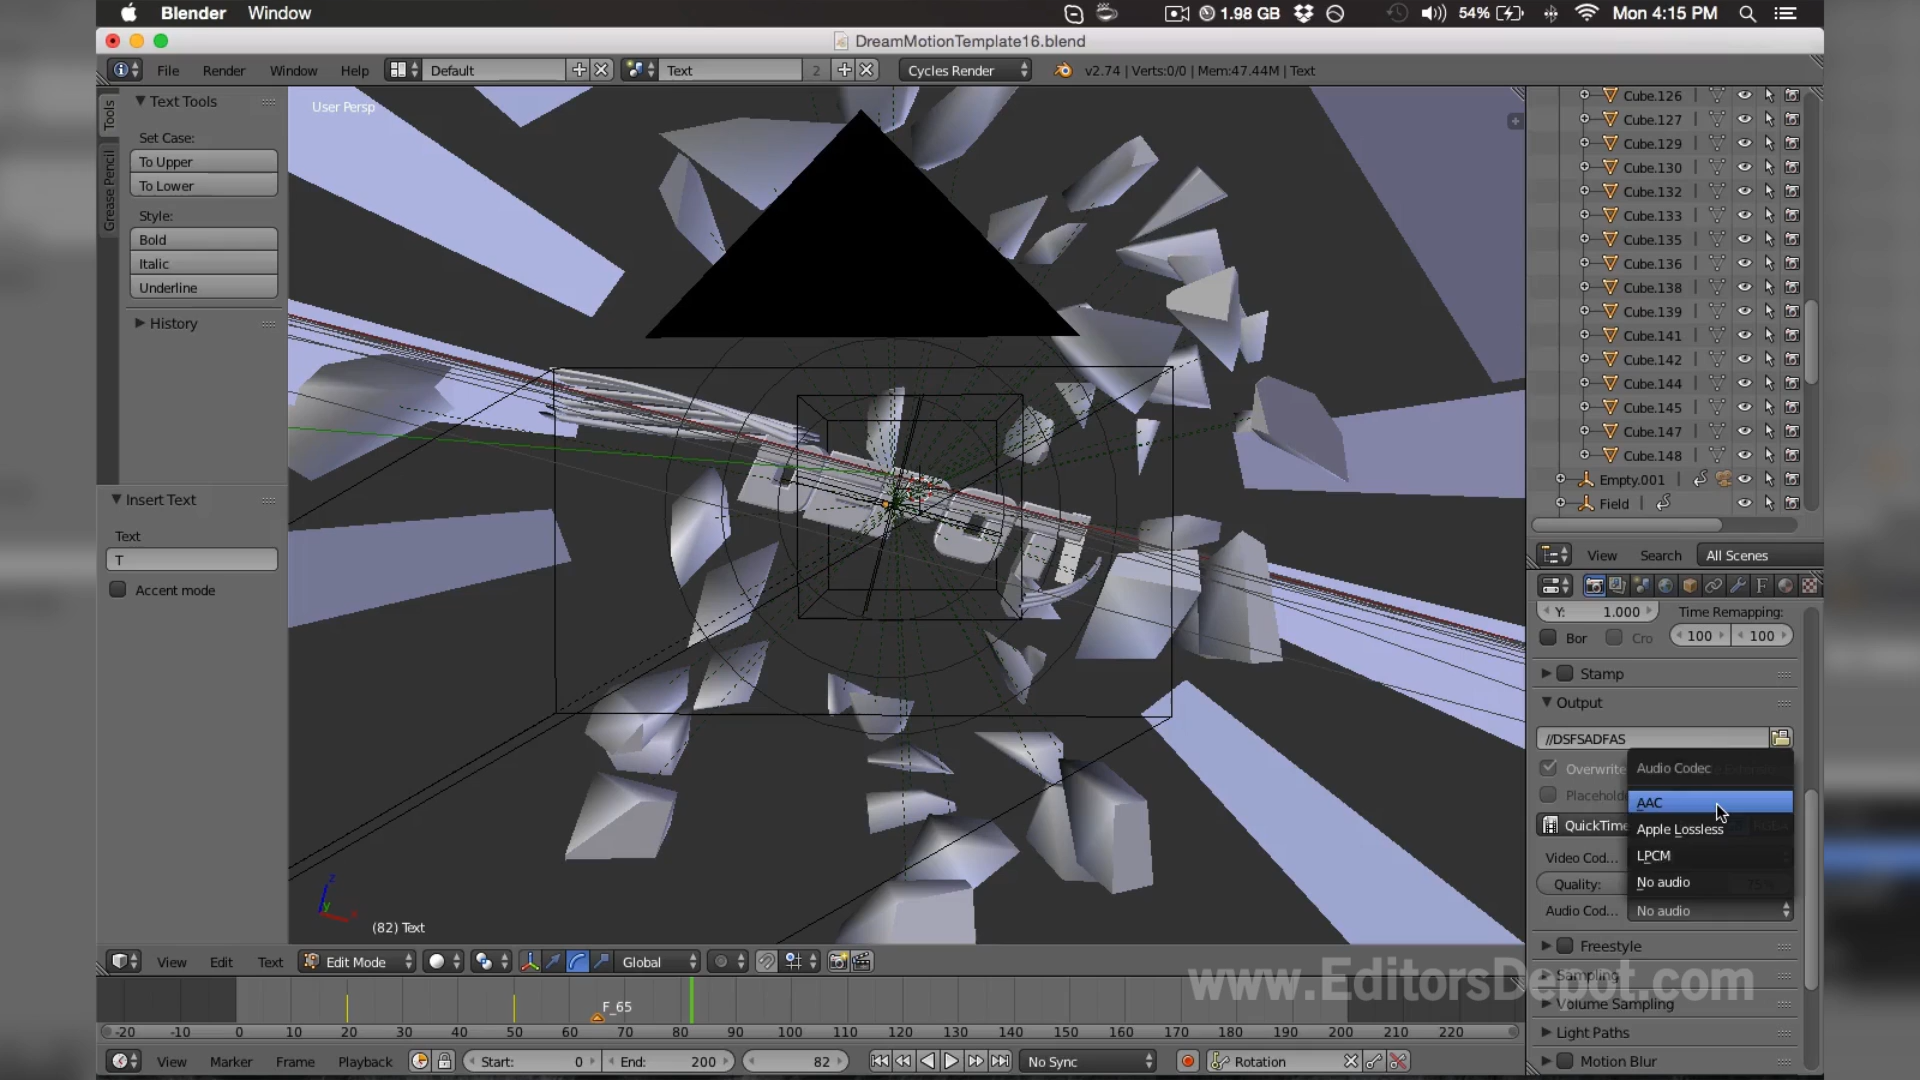 Blender Window
1.98 GB 54% Mon 4:15 PM
DreamMotionTemplate16.blend
File Render Window Help Default Text 2 Cycles Render v2.74 | Verts:0/0 | Mem:47.44M | Text
Tools
Grease Pencil
Text Tools
Set Case:
To Upper
To Lower
Style:
Bold
Italic
Underline
History
Insert Text
Text
T
Accent mode
User Persp
(82) Text
Cube.126
Cube.127
Cube.129
Cube.130
Cube.132
Cube.133
Cube.135
Cube.136
Cube.138
Cube.139
Cube.141
Cube.142
Cube.144
Cube.145
Cube.147
Cube.148
Empty.001
Field
View Search All Scenes
Y: 1.000 Time Remapping:
Bor Cro 100 100
Stamp
Output
//DSFSADFAS
Overwrite
Audio Codec
AAC
Apple Lossless
LPCM
No audio
QuickTime
Video Cod...
Quality:
Audio Cod... No audio
Freestyle
Sampling
Volume Sampling
Light Paths
Motion Blur
View Edit Text Edit Mode Global
www.EditorsDepot.com
F_65
-20 -10 0 10 20 30 40 50 60 70 80 90 100 110 120 130 140 150 160 170 180 190 200 210 220
View Marker Frame Playback Start: 0 End: 200 82 No Sync Rotation